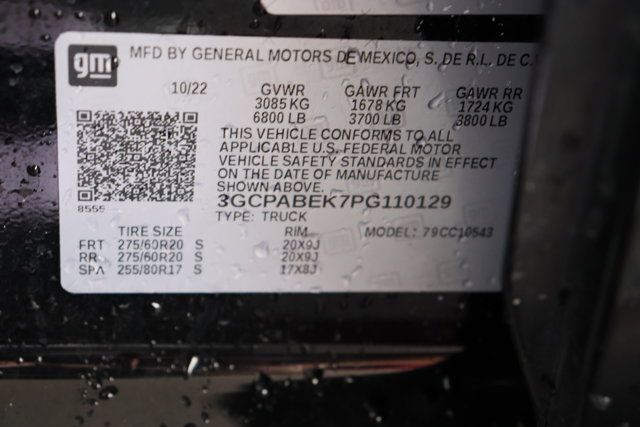 gm
MFD BY GENERAL MOTORS DE MEXICO, S. DE R.L. DE C.
10/22 GVWR GAWR FRT GAWR RR
3085 KG 1678 KG 1724 KG
6800 LB 3700 LB 3800 LB
THIS VEHICLE CONFORMS TO ALL
APPLICABLE U.S. FEDERAL MOTOR
VEHICLE SAFETY STANDARDS IN EFFECT
ON THE DATE OF MANUFACTURE
SHOWN ABOVE.
8555 3GCPABEK7PG110129
TYPE: TRUCK
TIRE SIZE RIM MODEL: 79CC10543
FRT 275/60R20 S 20X9J
RR 275/60R20 S 20X9J
SPA 255/80R17 S 17X8J